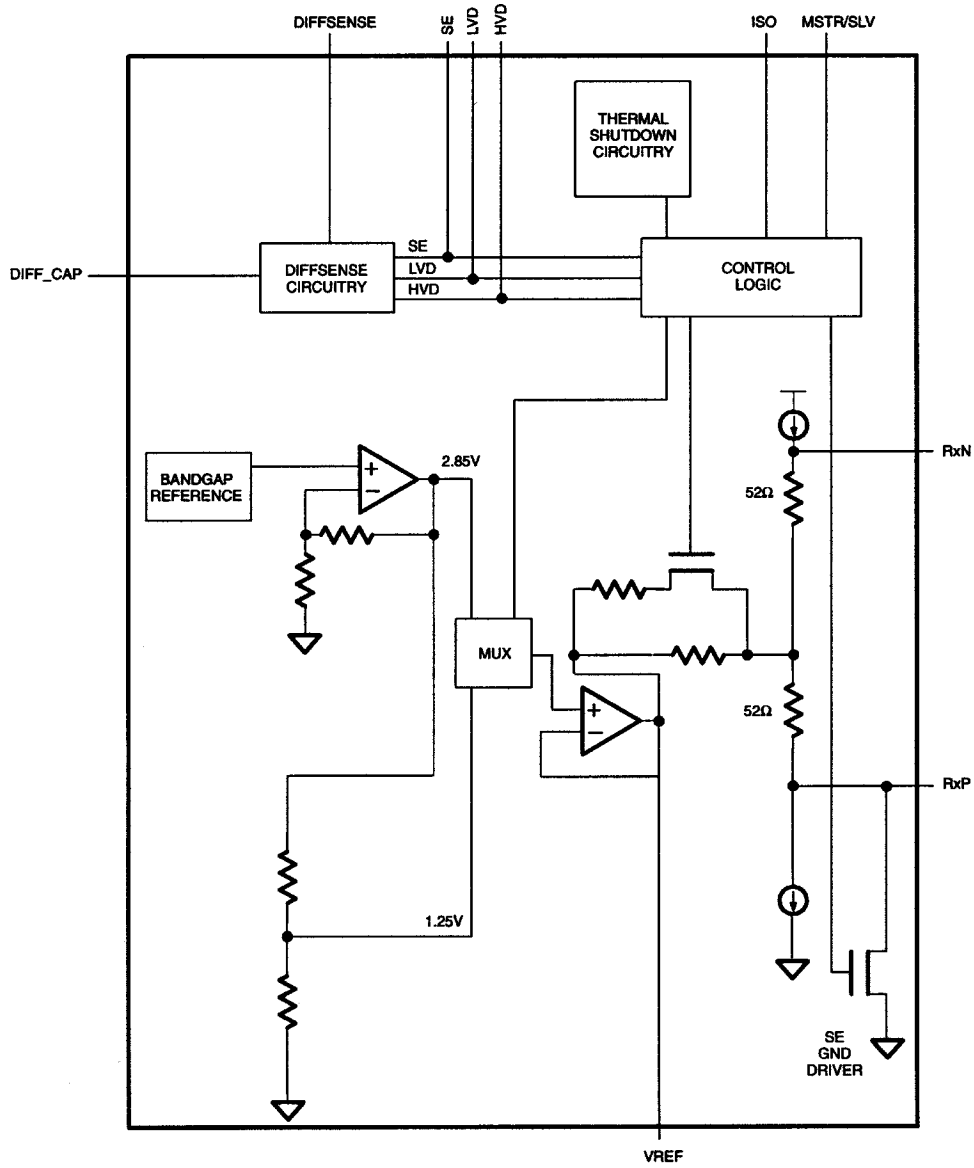 DIFFSENSE
SE
LVD
HVD
ISO
MSTR/SLV
THERMAL
SHUTDOWN
CIRCUITRY
DIFF_CAP
DIFFSENSE
CIRCUITRY
SE
LVD
HVD
CONTROL
LOGIC
BANDGAP
REFERENCE
+
−
2.85V
RxN
52Ω
MUX
+
−
52Ω
RxP
1.25V
SE
GND
DRIVER
VREF